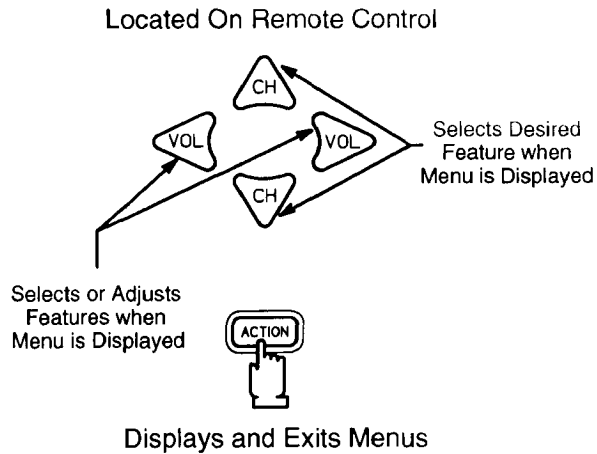 Located On Remote Control
CH
VOL
VOL
CH
Selects Desired
Feature when
Menu is Displayed
Selects or Adjusts
Features when
Menu is Displayed
ACTION
Displays and Exits Menus